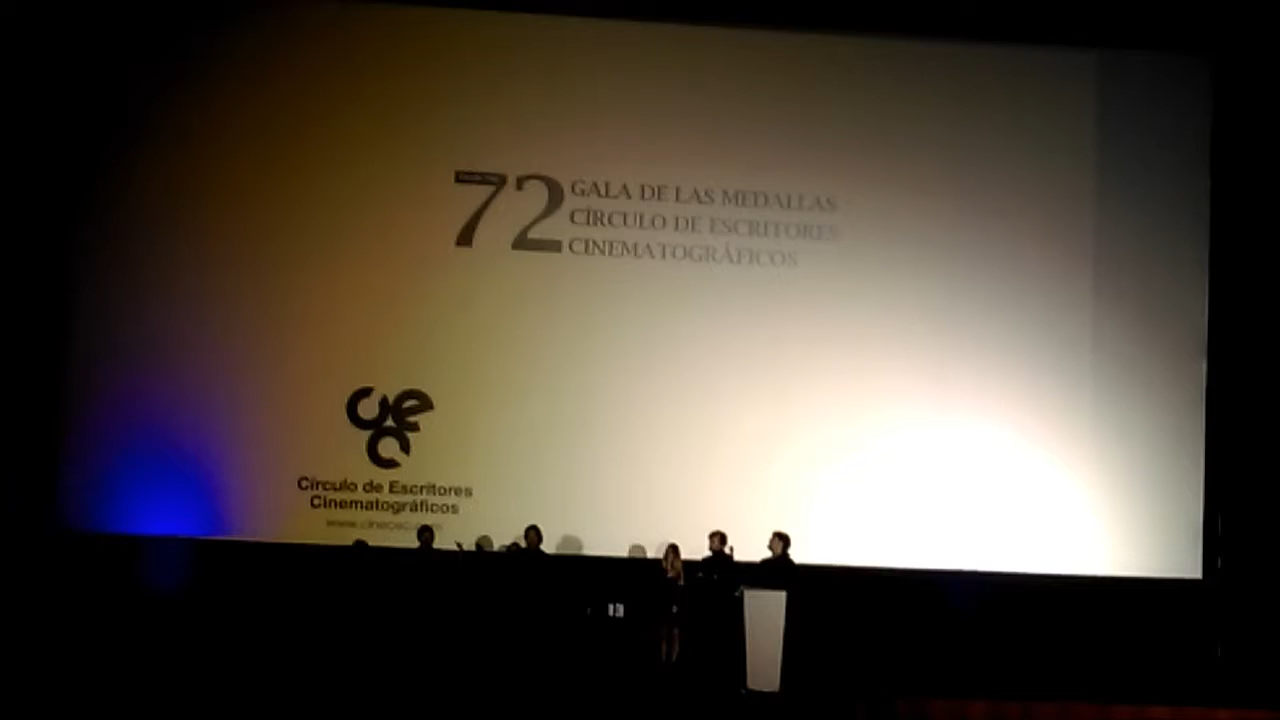 72 GALA DE LAS MEDALLAS
CÍRCULO DE ESCRITORES
CINEMATOGRÁFICOS
cec
Círculo de Escritores
Cinematográficos